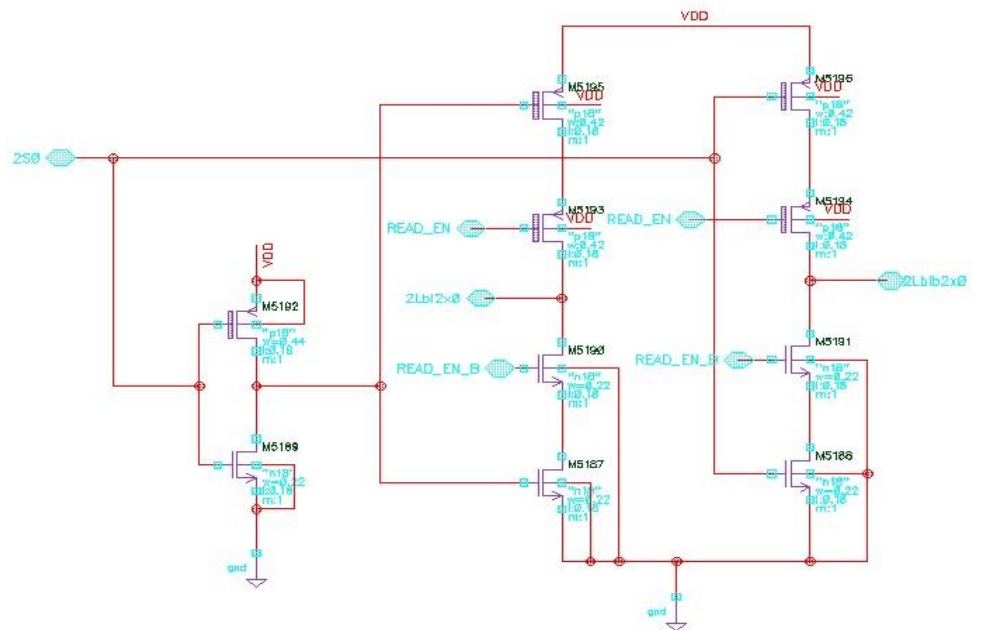 VDD
M5195
VDD
"p18"
w:0.42
l:0.18
m:1
M5195
VDD
"p18"
w:0.42
l:0.18
m:1
2S0
M5193
VDD
"p18"
w:0.42
l:0.18
m:1
READ_EN
M5194
VDD
"p18"
w:0.42
l:0.18
m:1
READ_EN
VDD
M5192
"p18"
w=0.44
l:0.18
m:1
2Lbl2x0
2Lblb2x0
M5190
"n18"
w=0.22
l:0.18
m:1
READ_EN_B
M5191
"n18"
w=0.22
l:0.18
m:1
READ_EN_B
M5189
"n18"
w=0.22
l:0.18
m:1
M5187
"n18"
w=0.22
l:0.18
m:1
M5188
"n18"
w=0.22
l:0.18
m:1
gnd
gnd